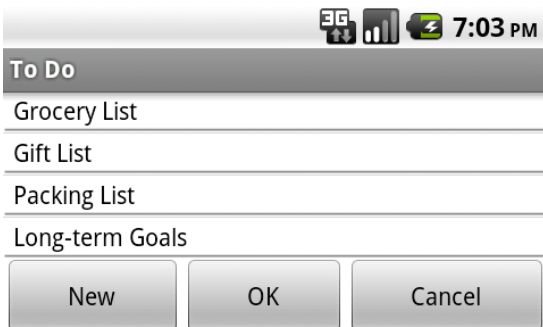 3G 7:03 PM
To Do
Grocery List
Gift List
Packing List
Long-term Goals
New OK Cancel